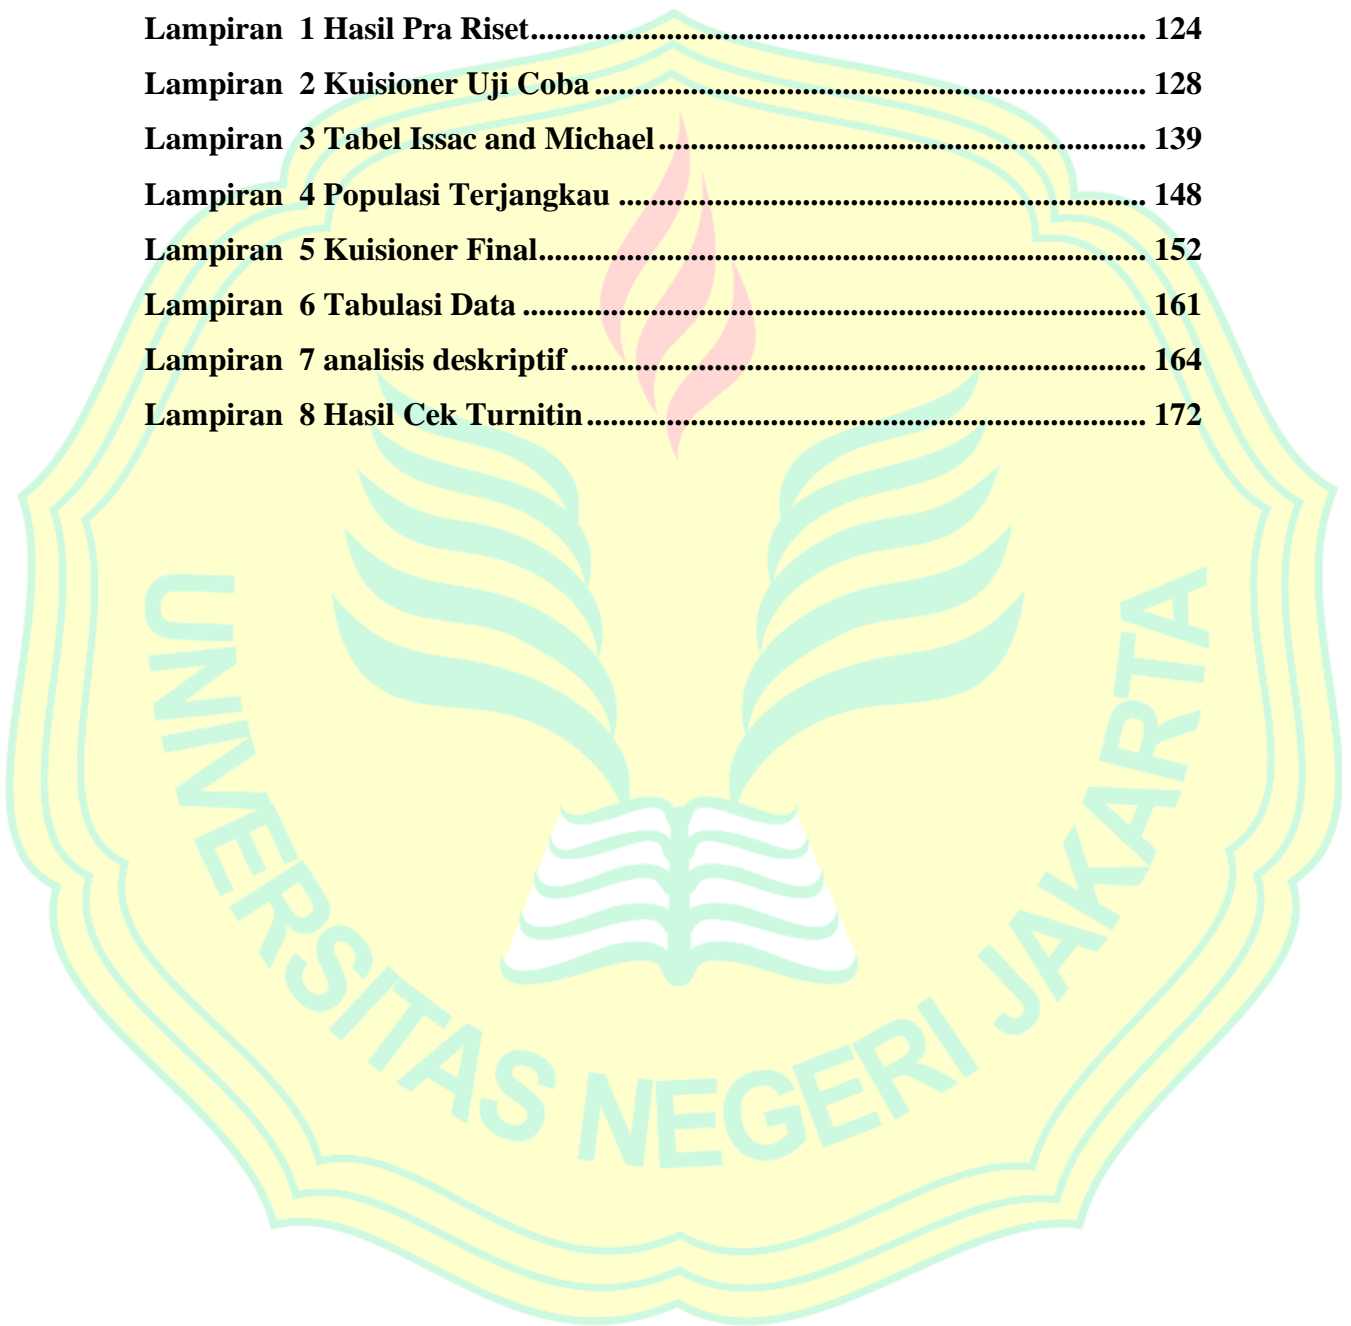 Lampiran  1 Hasil Pra Riset.............................................................................. 124
Lampiran  2 Kuisioner Uji Coba...................................................................... 128
Lampiran  3 Tabel Issac and Michael.............................................................. 139
Lampiran  4 Populasi Terjangkau ................................................................... 148
Lampiran  5 Kuisioner Final............................................................................. 152
Lampiran  6 Tabulasi Data ............................................................................... 161
Lampiran  7 analisis deskriptif......................................................................... 164
Lampiran  8 Hasil Cek Turnitin....................................................................... 172
UNIVERSITAS NEGERI JAKARTA